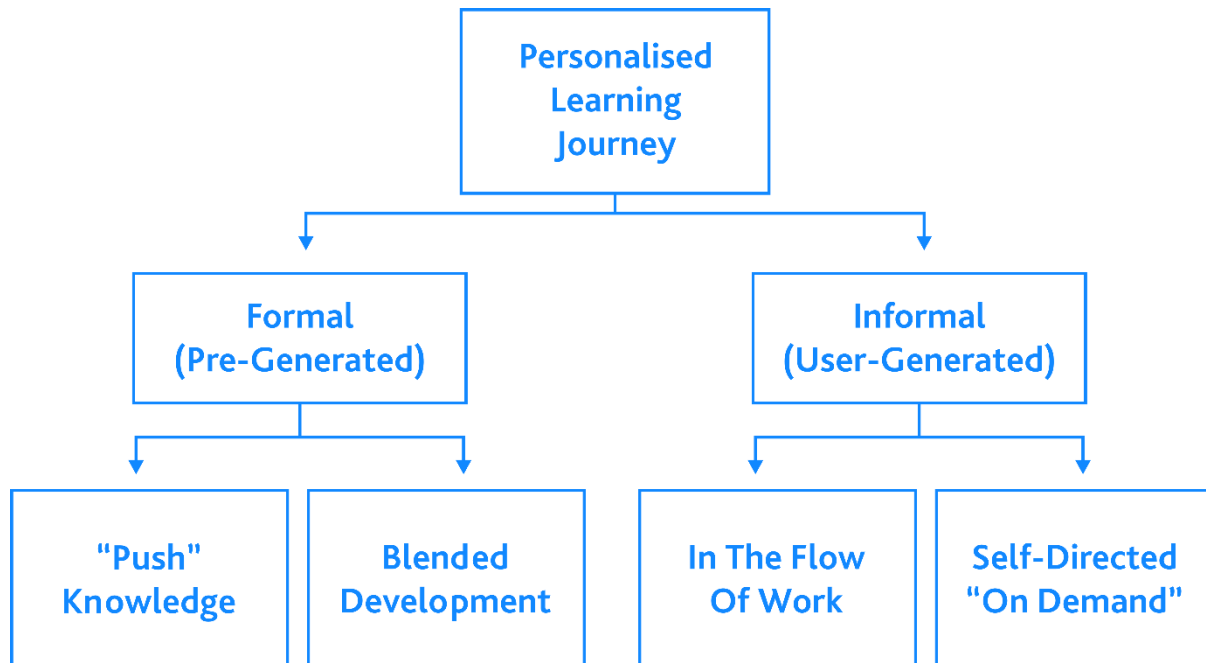 Personalised
Learning
Journey
Formal
(Pre-Generated)
Informal
(User-Generated)
“Push”
Knowledge
Blended
Development
In The Flow
Of Work
Self-Directed
“On Demand”